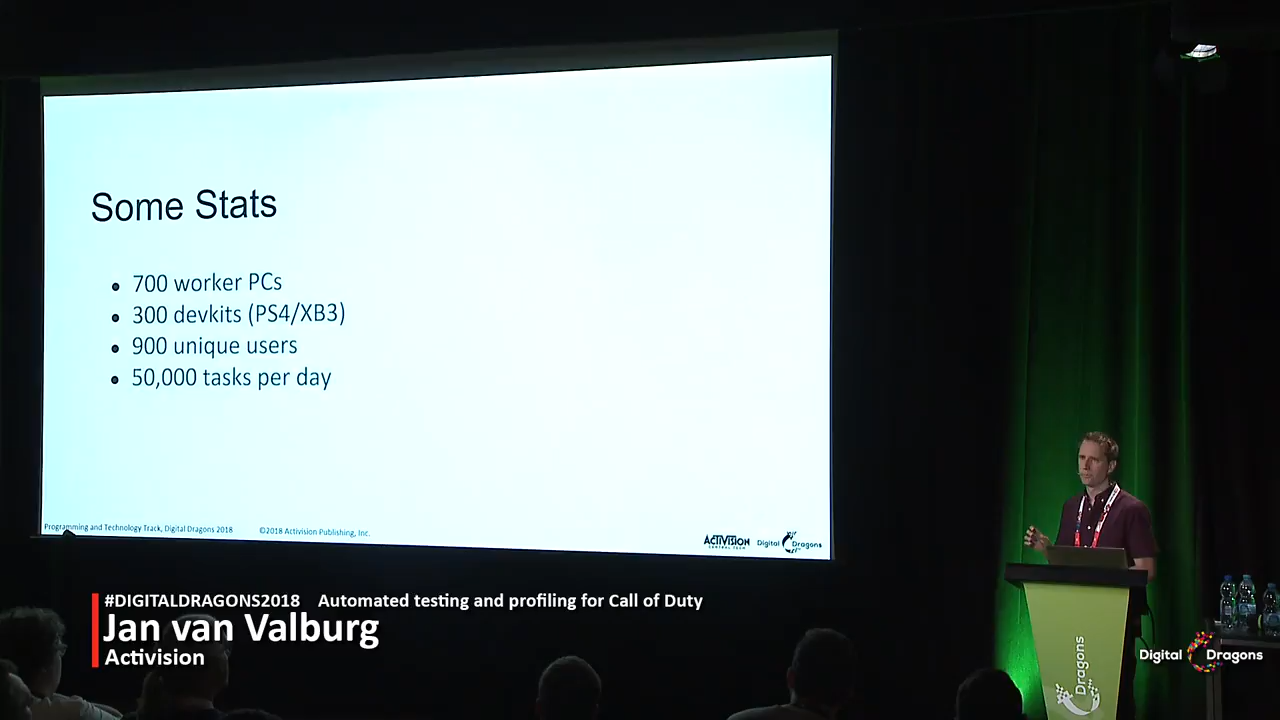 Some Stats
• 700 worker PCs
• 300 devkits (PS4/XB3)
• 900 unique users
• 50,000 tasks per day
Programming and Technology Track, Digital Dragons 2018 ©2018 Activision Publishing, Inc.
ACTIVISION
CENTRAL TECH
Digital Dragons
#DIGITALDRAGONS2018 Automated testing and profiling for Call of Duty
Jan van Valburg
Activision
Dragons
Digital Dragons